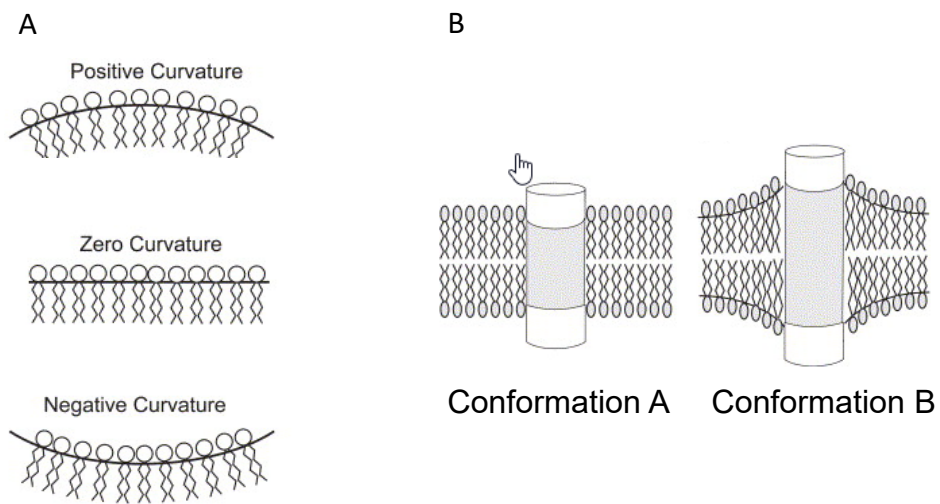 A
B
Positive Curvature
Zero Curvature
Negative Curvature
Conformation A
Conformation B